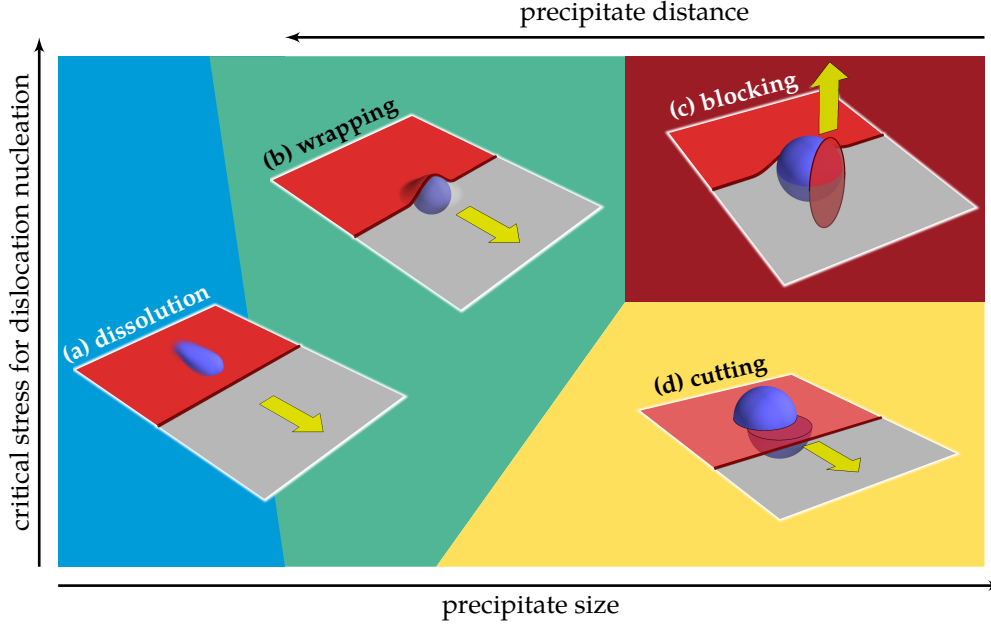 precipitate distance
critical stress for dislocation nucleation
(c) blocking
(b) wrapping
(a) dissolution
(d) cutting
precipitate size